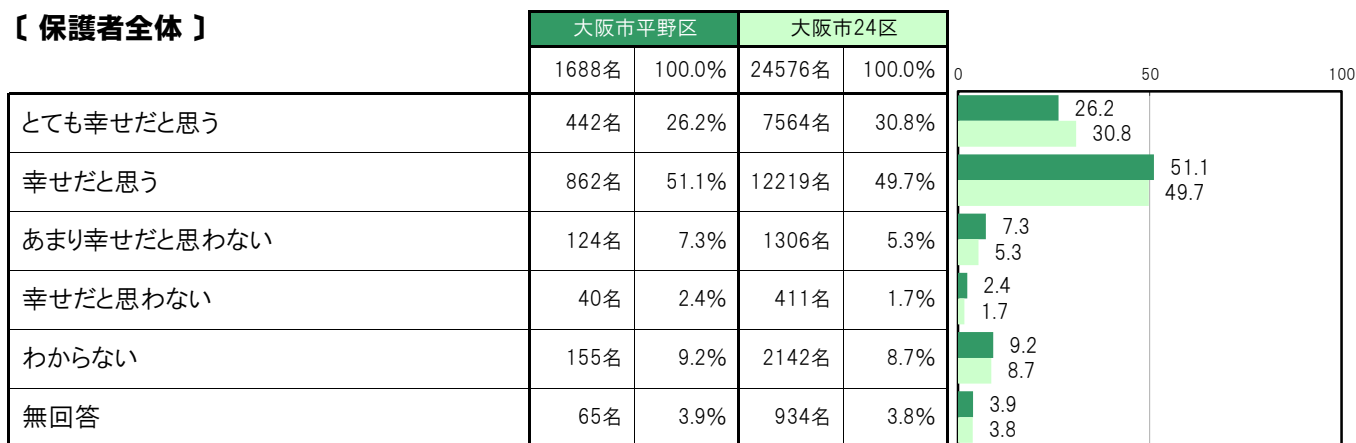 〔 保護者全体 〕
大阪市平野区 大阪市24区
1688名 100.0% 24576名 100.0% 0 50 100
とても幸せだと思う 442名 26.2% 7564名 30.8% 26.2
30.8
幸せだと思う 862名 51.1% 12219名 49.7% 51.1
49.7
あまり幸せだと思わない 124名 7.3% 1306名 5.3% 7.3
5.3
幸せだと思わない 40名 2.4% 411名 1.7% 2.4
1.7
わからない 155名 9.2% 2142名 8.7% 9.2
8.7
無回答 65名 3.9% 934名 3.8% 3.9
3.8